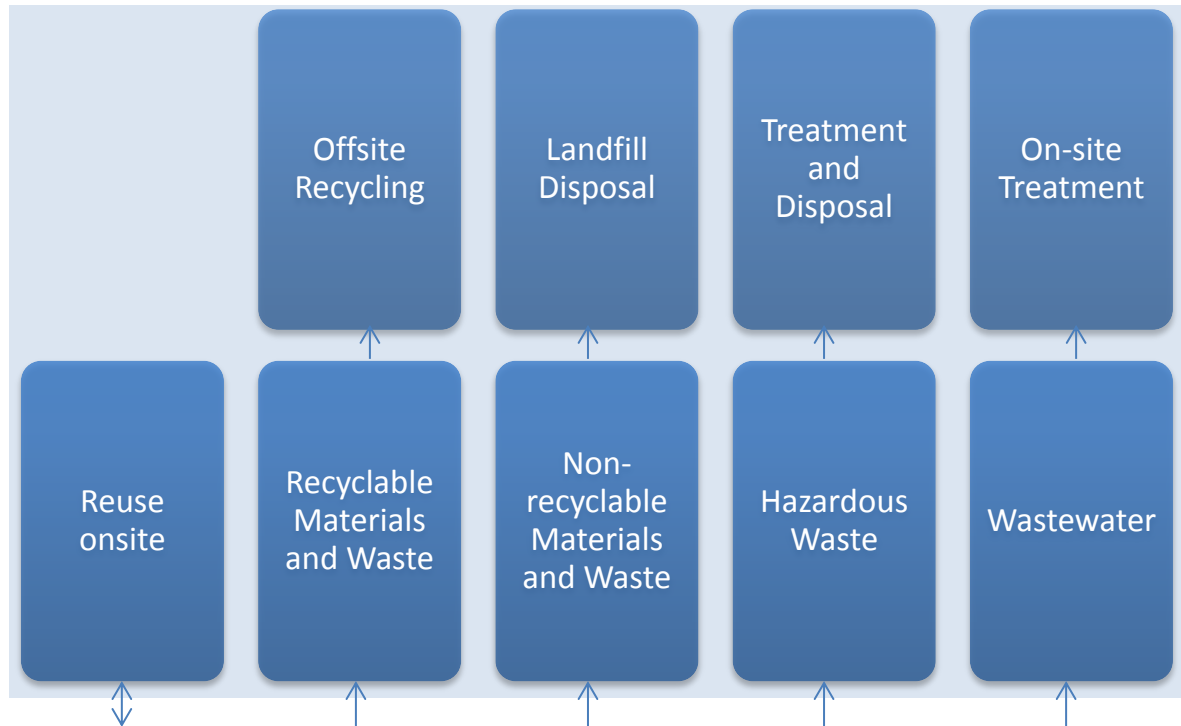 Offsite
Recycling
Landfill
Disposal
Treatment
and
Disposal
On-site
Treatment
Reuse
onsite
Recyclable
Materials
and Waste
Non-
recyclable
Materials
and Waste
Hazardous
Waste
Wastewater